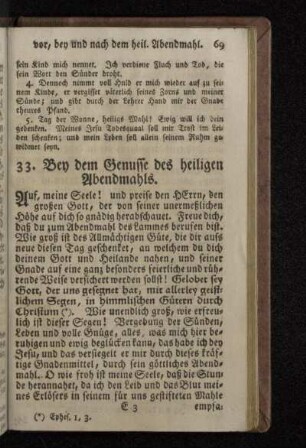 vor, bey und nach dem heil. Abendmahl. 69
sein Kind mich nennet. Ich verdiene Fluch und Tod, die
sein Wort den Sünder droht.
4. Dennoch nimmt voll Huld er mich wieder auf zu sei
nem Kinde, er vergisset väterlich seines Zorns und meiner
Sünde; und gibt durch der Lehrer Hand mir der Gnade
theures Pfand.
5. Tag der Wonne, heiligs Mahl! Ewig will ich dein
gedenken. Meines Jesu Todesquaal soll mir Trost im Lei
den schenken; und mein Leben soll allein seinem Ruhm ge
widmet seyn.
33. Bey dem Genusse des heiligen
Abendmahls.
Auf, meine Seele! und preise den HErrn, den
großen Gott, der von seiner unermeßlichen
Höhe auf dich so gnädig herabschauet. Freue dich,
daß du zum Abendmahl des Lammes berufen bist.
Wie groß ist des Allmächtigen Güte, die dir aufs
neue diesen Tag geschenket, an welchem du dich
deinem Gott und Heilande nahen, und seiner
Gnade auf eine ganz besonders feierliche und rüh
rende Weise versichert werden sollst! Gelobet sey
Gott, der uns gesegnet hat, mit allerley geist
lichem Segen, in himmlischen Gütern durch
Christum (*). Wie unendlich groß, wie erfreu
lich ist dieser Segen! Vergebung der Sünden,
Leben und volle Gnüge, alles, was mich hier be
ruhigen und ewig beglücken kann, das habe ich bey
Jesu, und das versiegelt er mir durch dieses kräftige
Gnadenmittel, durch sein göttliches Abend
mahl. O wie froh ist meine Seele, daß die Stun
de herannahet, da ich den Leib und das Blut mei
nes Erlösers in seinem für uns gestifteten Mahle
E 3 empfa:
(*) Ephes. 1, 3.